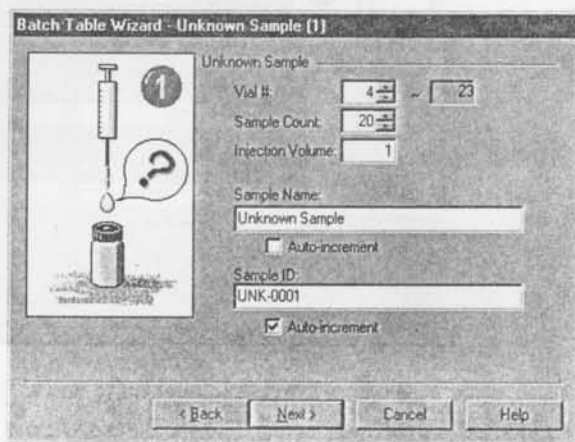 Batch Table Wizard - Unknown Sample (1)
1
?
Unknown Sample
Vial #: 4 ~ 23
Sample Count: 20
Injection Volume: 1
Sample Name:
Unknown Sample
Auto-increment
Sample ID:
UNK-0001
Auto-increment
< Back Next > Cancel Help